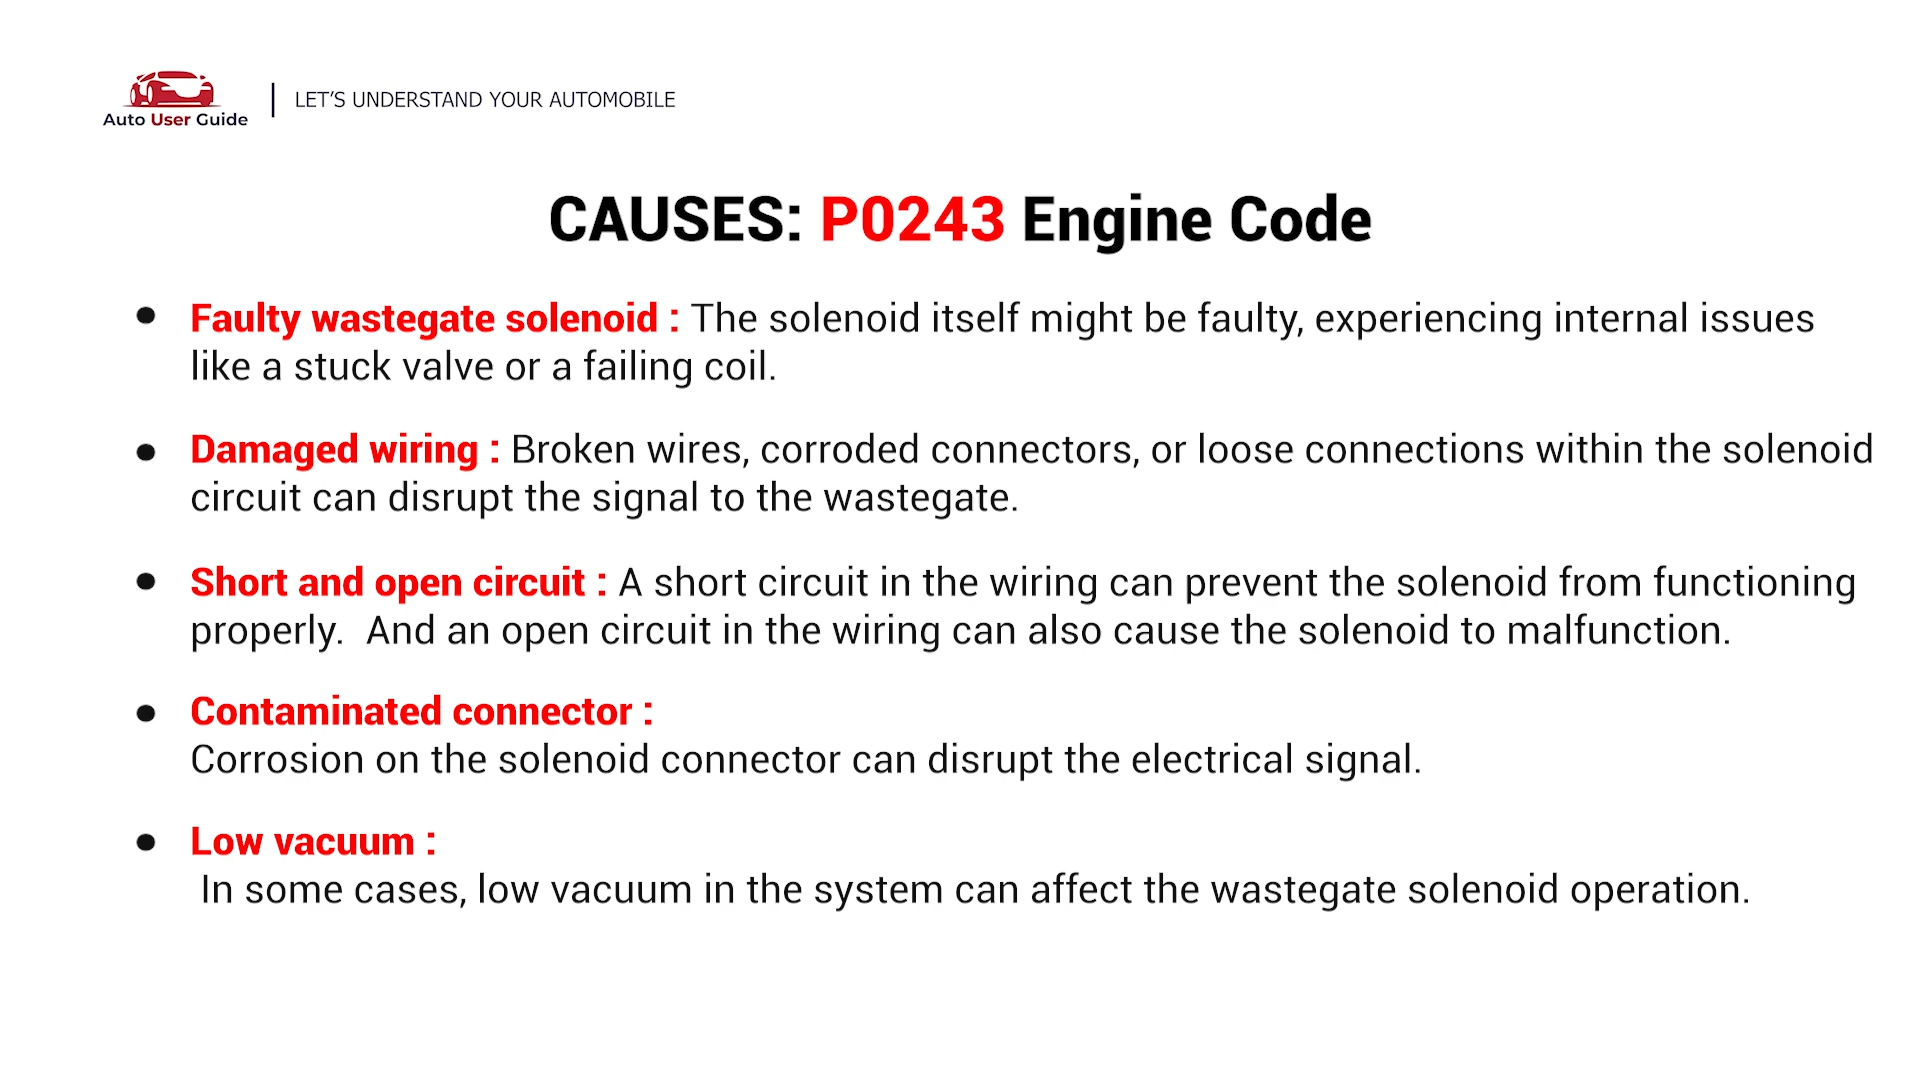 Auto User Guide
LET'S UNDERSTAND YOUR AUTOMOBILE
CAUSES: P0243 Engine Code
● Faulty wastegate solenoid : The solenoid itself might be faulty, experiencing internal issues
like a stuck valve or a failing coil.
● Damaged wiring : Broken wires, corroded connectors, or loose connections within the solenoid
circuit can disrupt the signal to the wastegate.
● Short and open circuit : A short circuit in the wiring can prevent the solenoid from functioning
properly.  And an open circuit in the wiring can also cause the solenoid to malfunction.
● Contaminated connector :
Corrosion on the solenoid connector can disrupt the electrical signal.
● Low vacuum :
In some cases, low vacuum in the system can affect the wastegate solenoid operation.